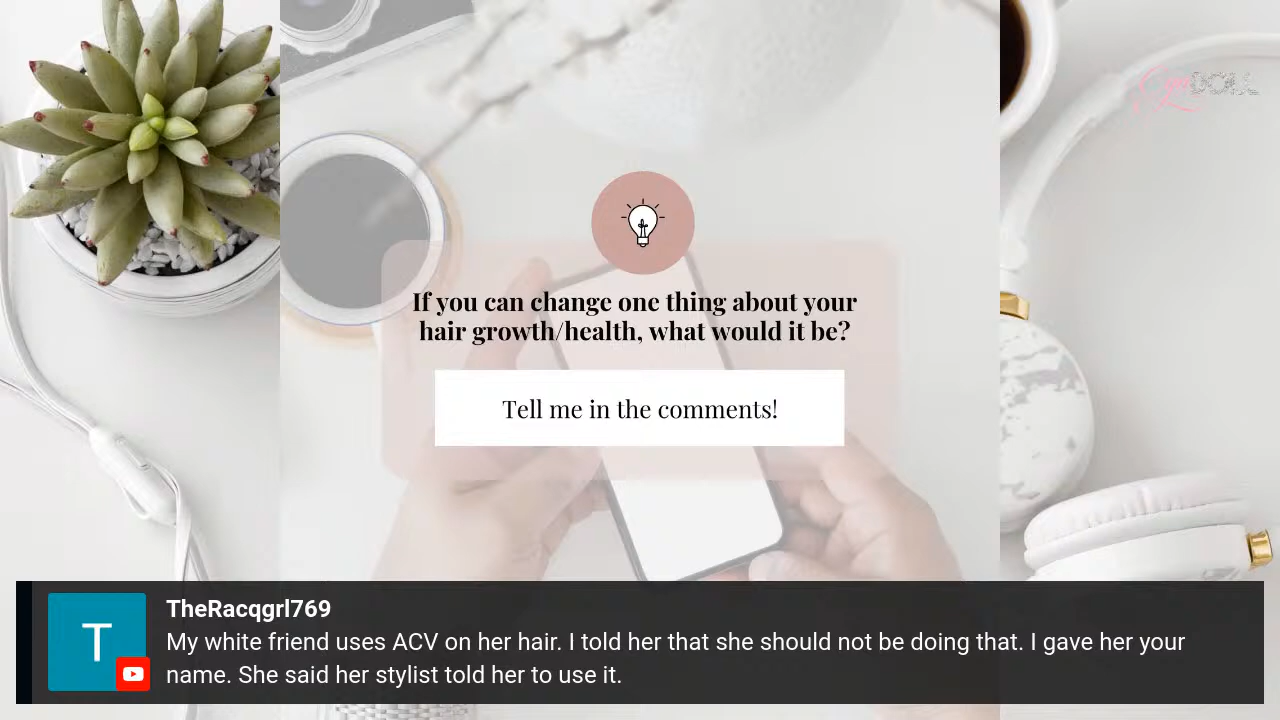 CynDOLL
If you can change one thing about your
hair growth/health, what would it be?
Tell me in the comments!
T
TheRacqgrl769
My white friend uses ACV on her hair. I told her that she should not be doing that. I gave her your
name. She said her stylist told her to use it.